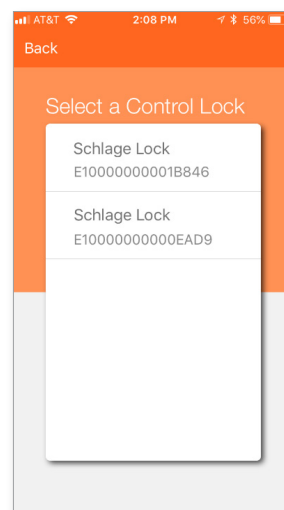 AT&T 2:08 PM 56%
Back
Select a Control Lock
Schlage Lock
E10000000001B846
Schlage Lock
E10000000000EAD9